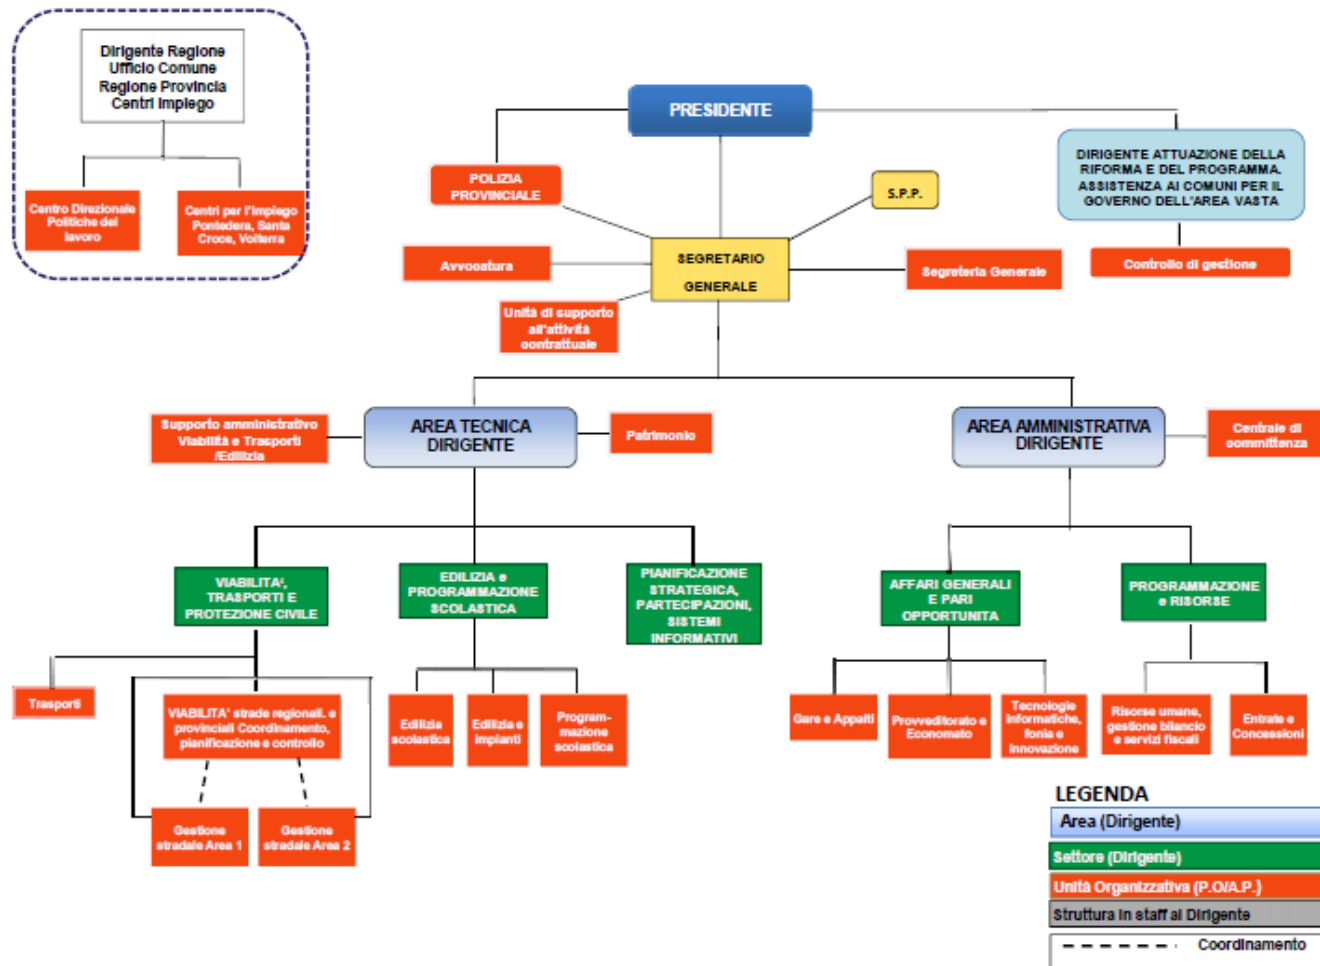 Dirigente Regione
Ufficio Comune
Regione Provincia
Centri Impiego
Centro Direzionale
Politiche del
lavoro
Centri per l'Impiego
Pontedera, Santa
Croce, Volterra
PRESIDENTE
POLIZIA
PROVINCIALE
S.P.P.
DIRIGENTE ATTUAZIONE DELLA
RIFORMA E DEL PROGRAMMA.
ASSISTENZA AI COMUNI PER IL
GOVERNO DELL'AREA VASTA
Avvocatura
SEGRETARIO
GENERALE
Segreteria Generale
Controllo di gestione
Unità di supporto
all'attività
contrattuale
Supporto amministrativo
Viabilità e Trasporti
/Edilizia
AREA TECNICA
DIRIGENTE
Patrimonio
AREA AMMINISTRATIVA
DIRIGENTE
Centrale di
committenza
VIABILITA',
TRASPORTI E
PROTEZIONE CIVILE
EDILIZIA e
PROGRAMMAZIONE
SCOLASTICA
PIANIFICAZIONE
STRATEGICA,
PARTECIPAZIONI,
SISTEMI
INFORMATIVI
AFFARI GENERALI
E PARI
OPPORTUNITA
PROGRAMMAZIONE
e RISORSE
Trasporti
VIABILITA' strade regionali. e
provinciali Coordinamento,
pianificazione e controllo
Edilizia
scolastica
Edilizia e
Impianti
Program-
mazione
scolastica
Gare e Appalti
Provveditorato e
Economato
Tecnologie
Informatiche,
fonia e
innovazione
Risorse umane,
gestione bilancio
e servizi fiscali
Entrate e
Concessioni
Gestione
stradale Area 1
Gestione
stradale Area 2
LEGENDA
Area (Dirigente)
Settore (Dirigente)
Unità Organizzativa (P.O/A.P.)
Struttura in staff al Dirigente
Coordinamento